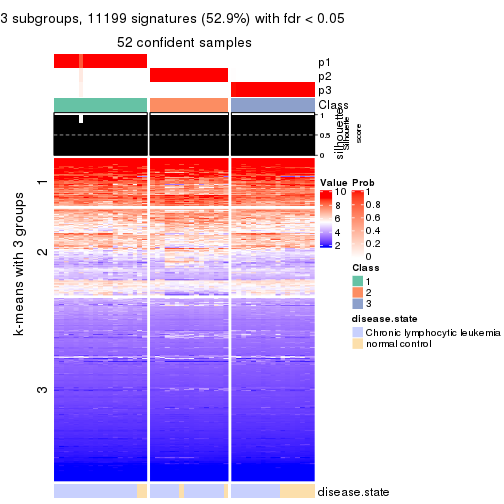 3 subgroups, 11199 signatures (52.9%) with fdr < 0.05
52 confident samples
p1
p2
p3
Class
silhouette
Silhouette
score
1
0.5
0
k-means with 3 groups
1
2
3
Value
10
8
6
4
2
Prob
1
0.8
0.6
0.4
0.2
0
Class
1
2
3
disease.state
Chronic lymphocytic leukemia
normal control
disease.state